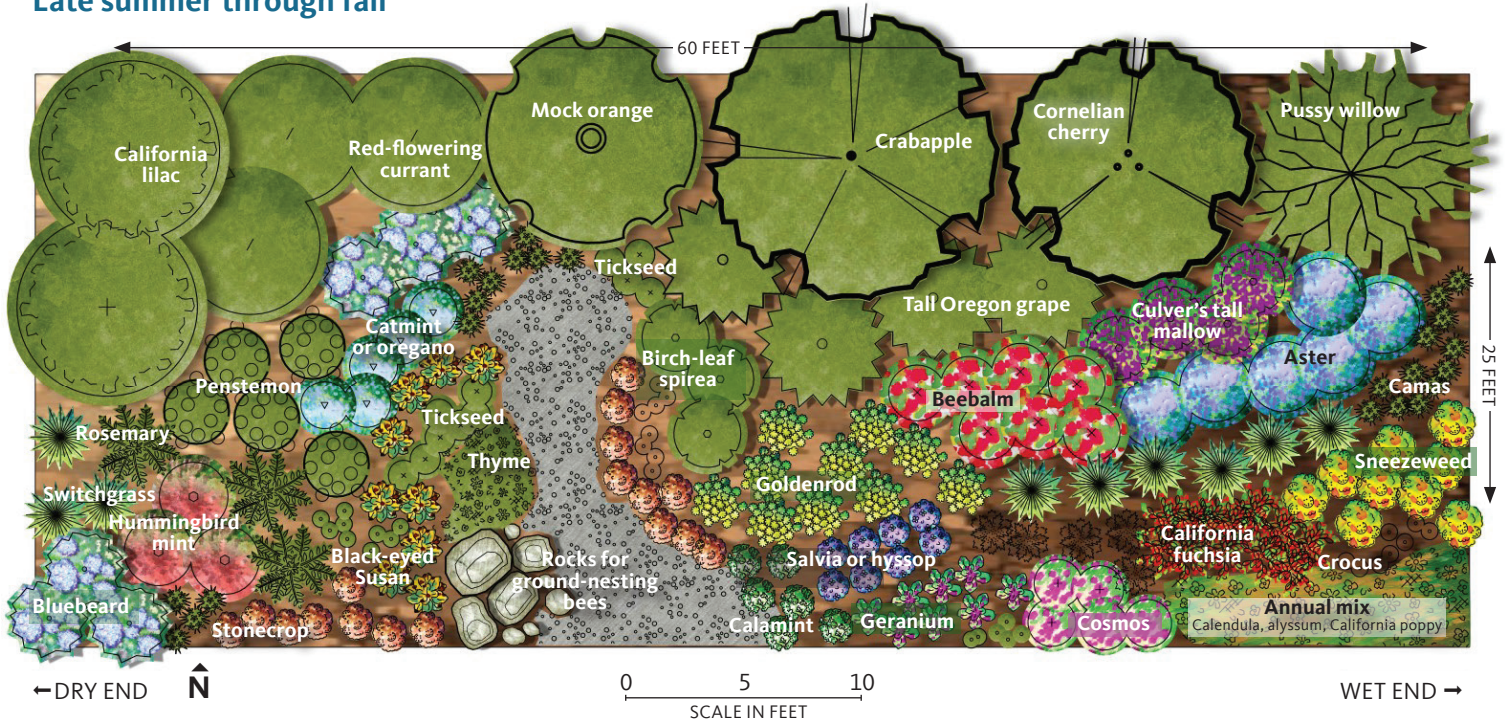 Late summer through fall
60 FEET
Mock orange
Crabapple
Cornelian
cherry
Pussy willow
California
lilac
Red-flowering
currant
Tickseed
Tall Oregon grape
Culver's tall
mallow
Aster
25 FEET
Catmint
or oregano
Birch-leaf
spirea
Penstemon
Beebalm
Camas
Tickseed
Rosemary
Thyme
Goldenrod
Sneezeweed
Switchgrass
Hummingbird
mint
Black-eyed
Susan
Rocks for
ground-nesting
bees
Salvia or hyssop
California
fuchsia
Crocus
Bluebeard
Stonecrop
Calamint
Geranium
Cosmos
Annual mix
Calendula, alyssum, California poppy
←DRY END
N
0 5 10
SCALE IN FEET
WET END →